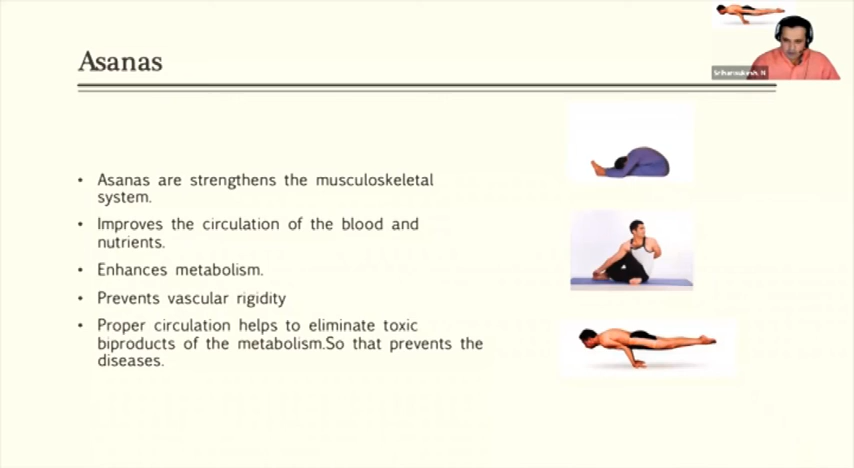 Asanas
• Asanas are strengthens the musculoskeletal
system.
• Improves the circulation of the blood and
nutrients.
• Enhances metabolism.
• Prevents vascular rigidity
• Proper circulation helps to eliminate toxic
biproducts of the metabolism.So that prevents the
diseases.